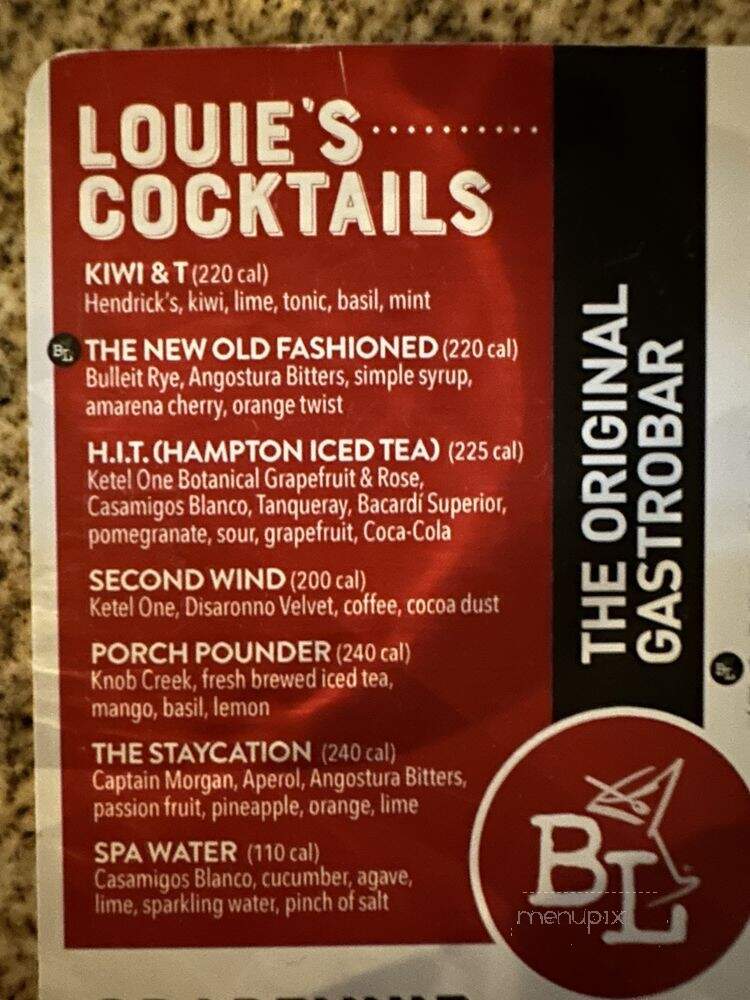 LOUIE'S..........
COCKTAILS
KIWI & T (220 cal)
Hendrick's, kiwi, lime, tonic, basil, mint
BL THE NEW OLD FASHIONED (220 cal)
Bulleit Rye, Angostura Bitters, simple syrup,
amarena cherry, orange twist
H.I.T. (HAMPTON ICED TEA) (225 cal)
Ketel One Botanical Grapefruit & Rose,
Casamigos Blanco, Tanqueray, Bacardí Superior,
pomegranate, sour, grapefruit, Coca-Cola
SECOND WIND (200 cal)
Ketel One, Disaronno Velvet, coffee, cocoa dust
PORCH POUNDER (240 cal)
Knob Creek, fresh brewed iced tea,
mango, basil, lemon
THE STAYCATION (240 cal)
Captain Morgan, Aperol, Angostura Bitters,
passion fruit, pineapple, orange, lime
SPA WATER (110 cal)
Casamigos Blanco, cucumber, agave,
lime, sparkling water, pinch of salt
THE ORIGINAL
GASTROBAR
BL
BL
menupix